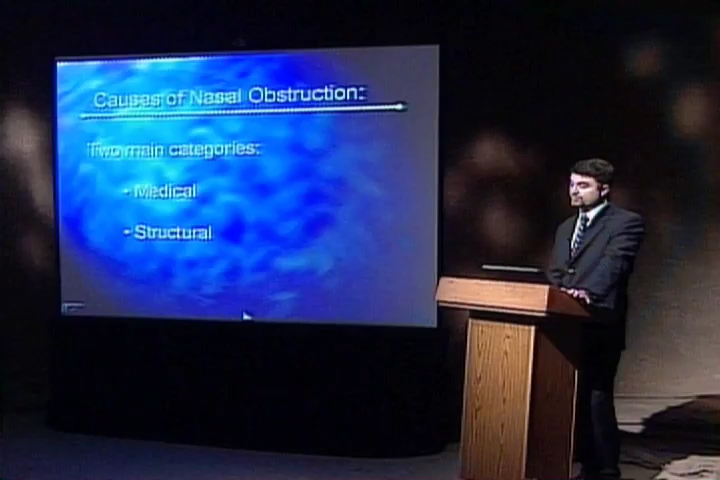 Causes of Nasal Obstruction:
Two main categories:
- Medical
- Structural